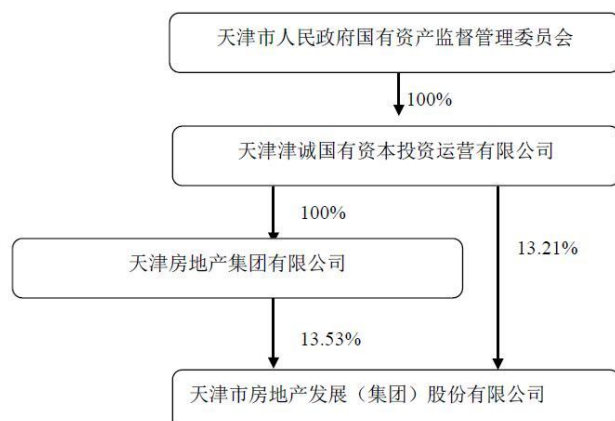 天津市人民政府国有资产监督管理委员会
100%
天津津诚国有资本投资运营有限公司
100%
13.21%
天津房地产集团有限公司
13.53%
天津市房地产发展（集团）股份有限公司